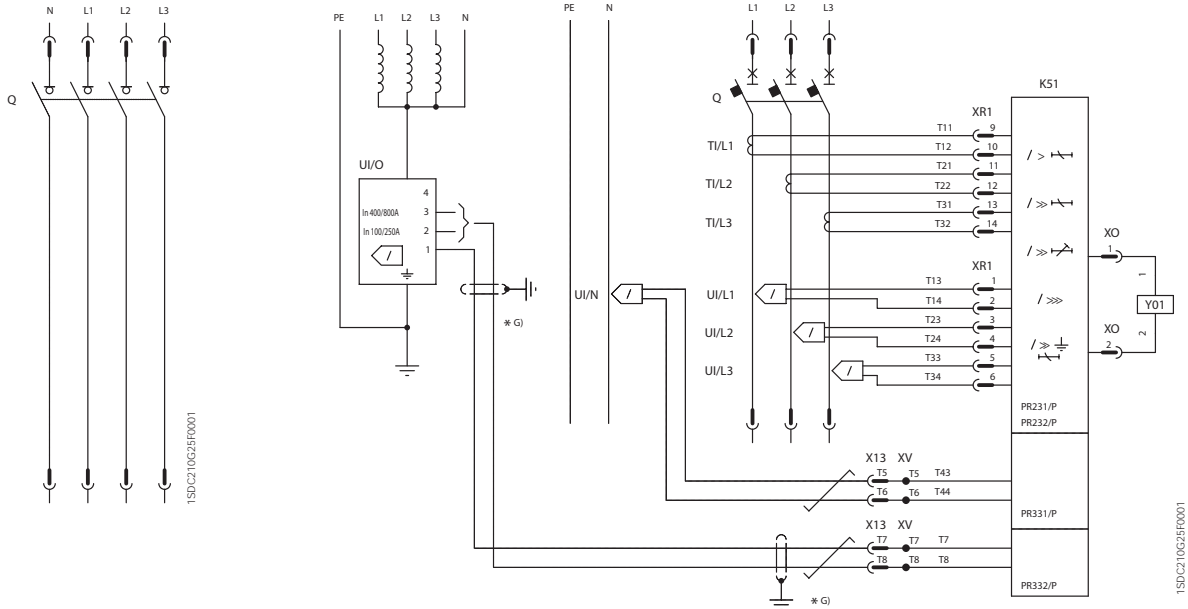 N L1 L2 L3
Q
1SDC210G25F0001
PE L1 L2 L3 N
UI/O
4
In 400/800A 3
In 100/250A 2
1
/
* G)
PE N
UI/N /
L1 L2 L3
Q
K51
XR1
TI/L1 T11 9
T12 10
TI/L2 T21 11
T22 12
TI/L3 T31 13
T32 14
/ >
/ >>
/ >>
/ >>>
/ >>
XR1
UI/L1 / T13 1
T14 2
UI/L2 / T23 3
T24 4
UI/L3 / T33 5
T34 6
PR231/P
PR232/P
XO
1
1
Y01
2
XO
2
X13 XV
T5 T5 T43
T6 T6 T44
PR331/P
X13 XV
T7 T7 T7
T8 T8 T8
PR332/P
* G)
1SDC210G25F0001